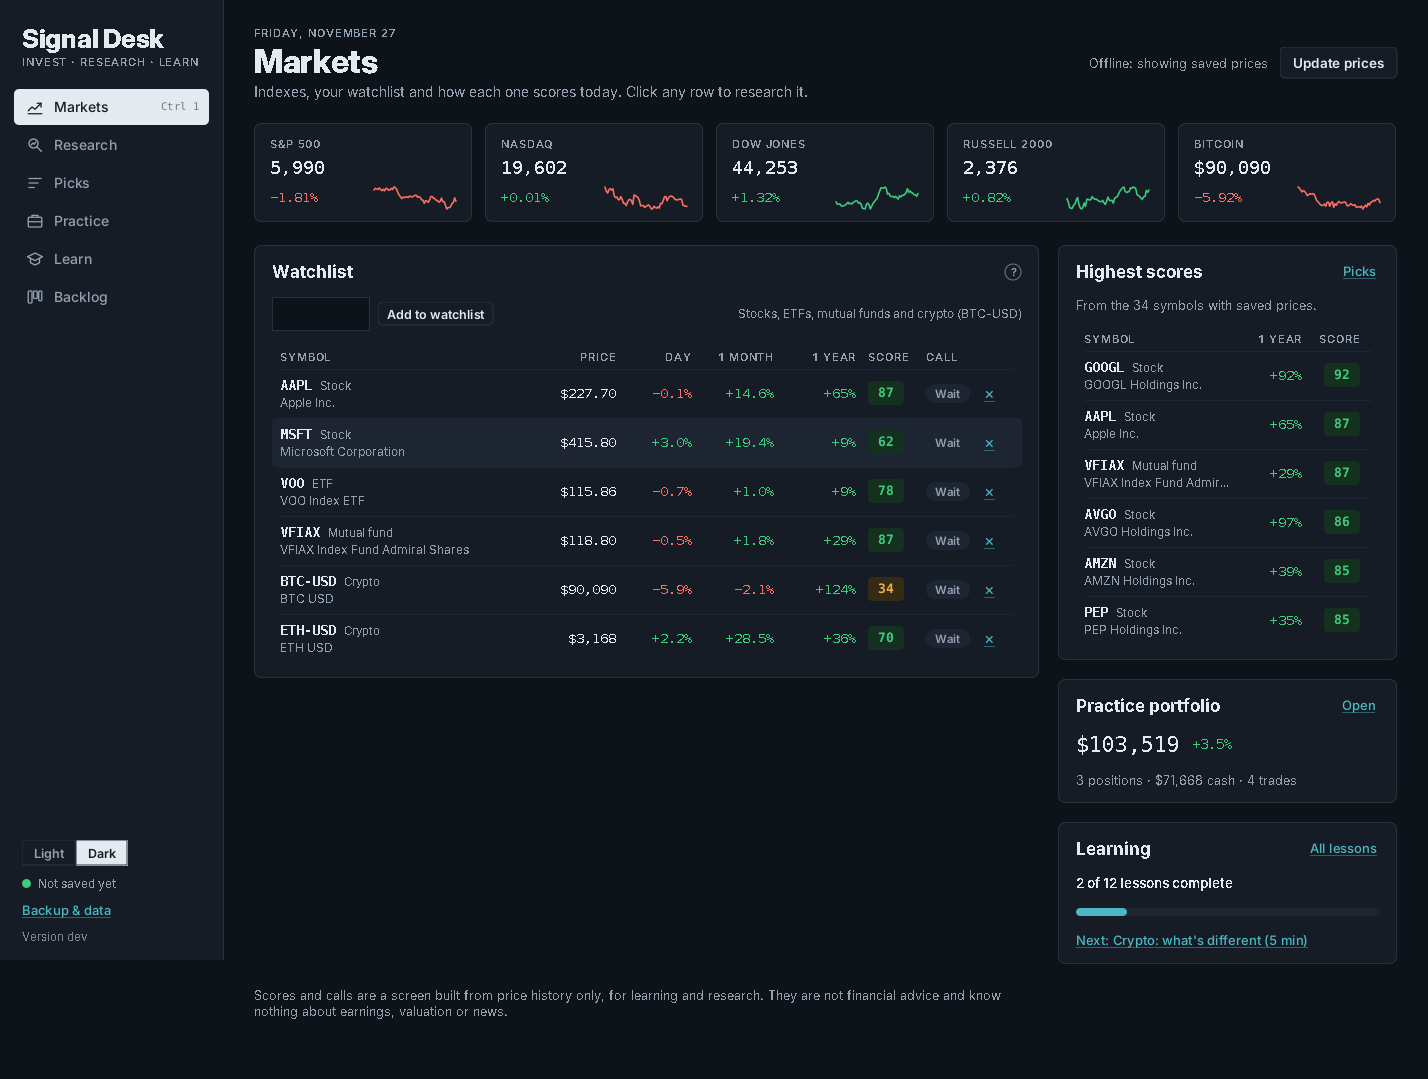 Signal Desk
INVEST · RESEARCH · LEARN
Markets Ctrl 1
Research
Picks
Practice
Learn
Backlog
Light Dark
Not saved yet
Backup & data
Version dev
FRIDAY, NOVEMBER 27
Markets
Indexes, your watchlist and how each one scores today. Click any row to research it.
Offline: showing saved prices Update prices
S&P 500
5,990
−1.81%
NASDAQ
19,602
+0.01%
DOW JONES
44,253
+1.32%
RUSSELL 2000
2,376
+0.82%
BITCOIN
$90,090
−5.92%
Watchlist ?
Add to watchlist Stocks, ETFs, mutual funds and crypto (BTC-USD)
SYMBOL PRICE DAY 1 MONTH 1 YEAR SCORE CALL
AAPL Stock $227.70 −0.1% +14.6% +65% 87 Wait ×
Apple Inc.
MSFT Stock $415.80 +3.0% +19.4% +9% 62 Wait ×
Microsoft Corporation
VOO ETF $115.86 −0.7% +1.0% +9% 78 Wait ×
VOO Index ETF
VFIAX Mutual fund $118.80 −0.5% +1.8% +29% 87 Wait ×
VFIAX Index Fund Admiral Shares
BTC-USD Crypto $90,090 −5.9% −2.1% +124% 34 Wait ×
BTC USD
ETH-USD Crypto $3,168 +2.2% +28.5% +36% 70 Wait ×
ETH USD
Highest scores Picks
From the 34 symbols with saved prices.
SYMBOL 1 YEAR SCORE
GOOGL Stock +92% 92
GOOGL Holdings Inc.
AAPL Stock +65% 87
Apple Inc.
VFIAX Mutual fund +29% 87
VFIAX Index Fund Admir...
AVGO Stock +97% 86
AVGO Holdings Inc.
AMZN Stock +39% 85
AMZN Holdings Inc.
PEP Stock +35% 85
PEP Holdings Inc.
Practice portfolio Open
$103,519 +3.5%
3 positions · $71,668 cash · 4 trades
Learning All lessons
2 of 12 lessons complete
Next: Crypto: what's different (5 min)
Scores and calls are a screen built from price history only, for learning and research. They are not financial advice and know
nothing about earnings, valuation or news.